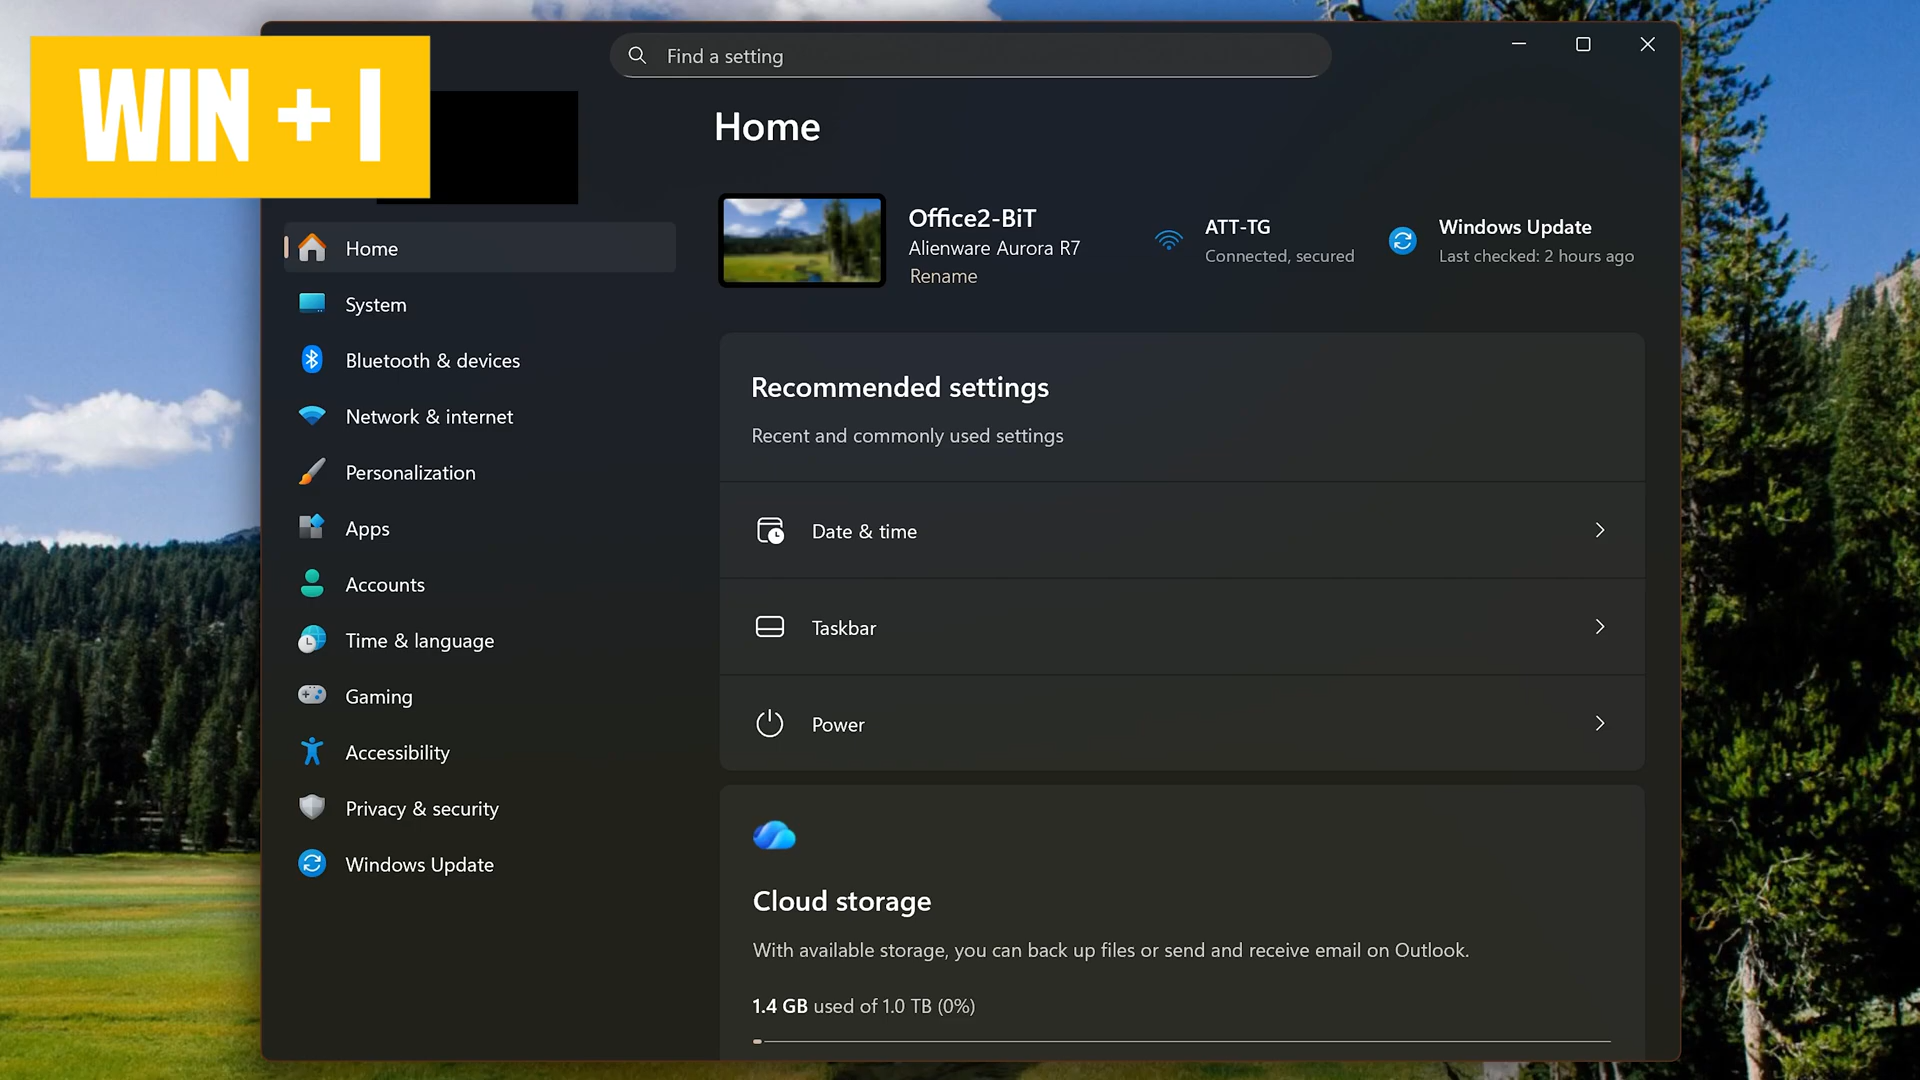 WIN + I
Find a setting
Home
Office2-BiT
Alienware Aurora R7
Rename
ATT-TG
Connected, secured
Windows Update
Last checked: 2 hours ago
Home
System
Bluetooth & devices
Network & internet
Personalization
Apps
Accounts
Time & language
Gaming
Accessibility
Privacy & security
Windows Update
Recommended settings
Recent and commonly used settings
Date & time
Taskbar
Power
Cloud storage
With available storage, you can back up files or send and receive email on Outlook.
1.4 GB used of 1.0 TB (0%)